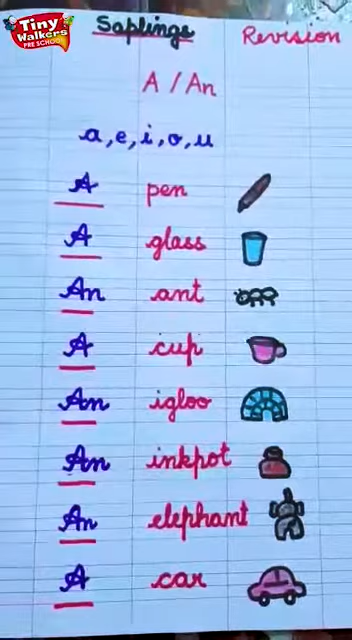 Tiny
Walkers
PRE SCHOOL
Saplings Revision
A / An
a, e, i, o, u
A pen
A glass
An ant
A cup
An igloo
An inkpot
An elephant
A car